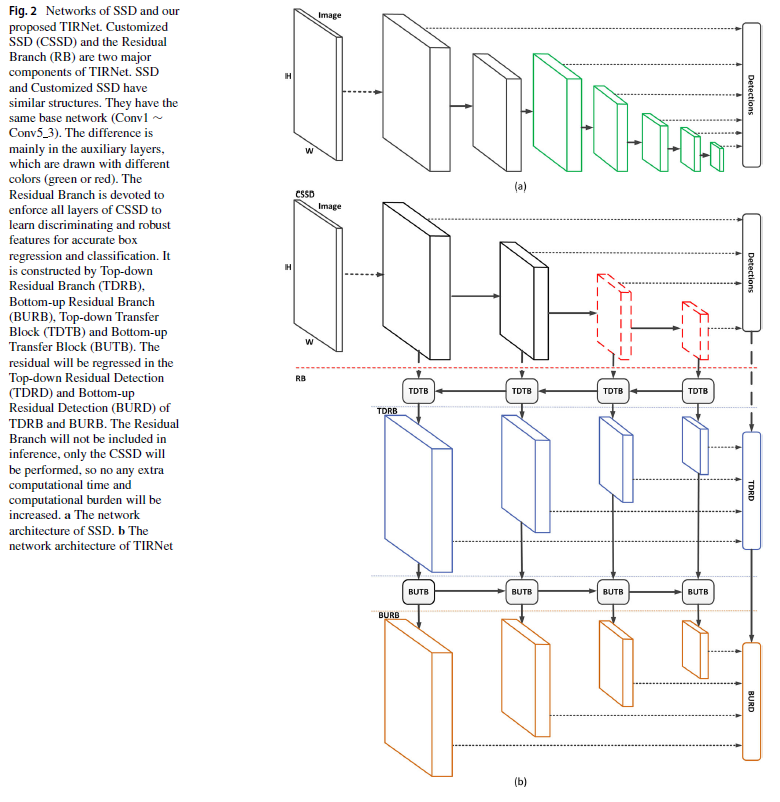 Fig. 2 Networks of SSD and our
proposed TIRNet. Customized
SSD (CSSD) and the Residual
Branch (RB) are two major
components of TIRNet. SSD
and Customized SSD have
similar structures. They have the
same base network (Conv1 ∼
Conv5_3). The difference is
mainly in the auxiliary layers,
which are drawn with different
colors (green or red). The
Residual Branch is devoted to
enforce all layers of CSSD to
learn discriminating and robust
features for accurate box
regression and classification. It
is constructed by Top-down
Residual Branch (TDRB),
Bottom-up Residual Branch
(BURB), Top-down Transfer
Block (TDTB) and Bottom-up
Transfer Block (BUTB). The
residual will be regressed in the
Top-down Residual Detection
(TDRD) and Bottom-up
Residual Detection (BURD) of
TDRB and BURB. The Residual
Branch will not be included in
inference, only the CSSD will
be performed, so no any extra
computational time and
computational burden will be
increased. a The network
architecture of SSD. b The
network architecture of TIRNet
Image
H
W
Detections
(a)
CSSD
Image
H
W
Detections
RB
TDTB TDTB TDTB TDTB
TDRB
TDRD
BUTB BUTB BUTB BUTB
BURB
BURD
(b)